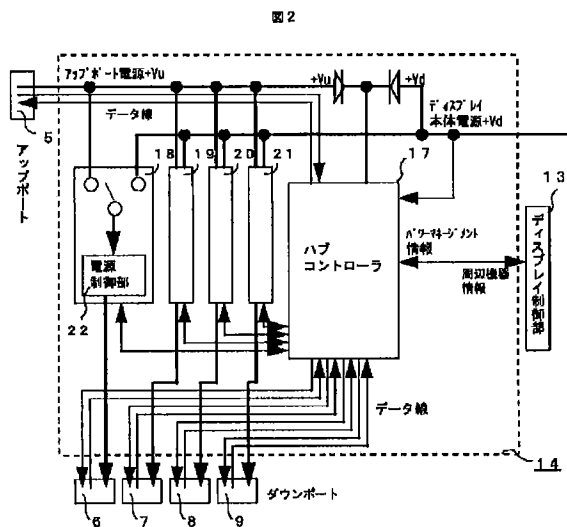 図2
アップポート電源+Vu
+Vu
+Vd
データ線
ディスプレイ
本体電源+Vd
5
アップポート
18
19
20
21
17
13
ハブ
コントローラ
パワーマネージメント
情報
周辺機器
情報
ディスプレイ制御部
電源
制御部
22
データ線
14
6
7
8
9
ダウンポート